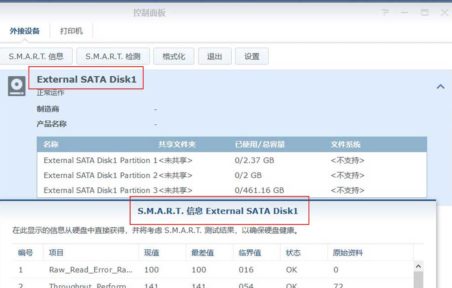 控制面板
外接设备 打印机
S.M.A.R.T. 信息 S.M.A.R.T. 检测 格式化 退出 设置
External SATA Disk1
正常运作
制造商 -
产品名称 -
名称 共享文件夹 已使用/总容量 文件系统
External SATA Disk1 Partition 1 <未共享> 0/2.37 GB <不支持>
External SATA Disk1 Partition 2 <未共享> 0/2 GB <不支持>
External SATA Disk1 Partition 3 <未共享> 0/461.16 GB <不支持>
S.M.A.R.T. 信息 External SATA Disk1
在此显示的信息从硬盘中直接获得，并将考虑 S.M.A.R.T. 测试结果，以确保硬盘健康。
编号 项目 现值 最差值 临界值 状态 原始资料
1 Raw_Read_Error_Ra... 100 100 016 OK 0
2 Throughput_Perform 141 141 054 OK 72